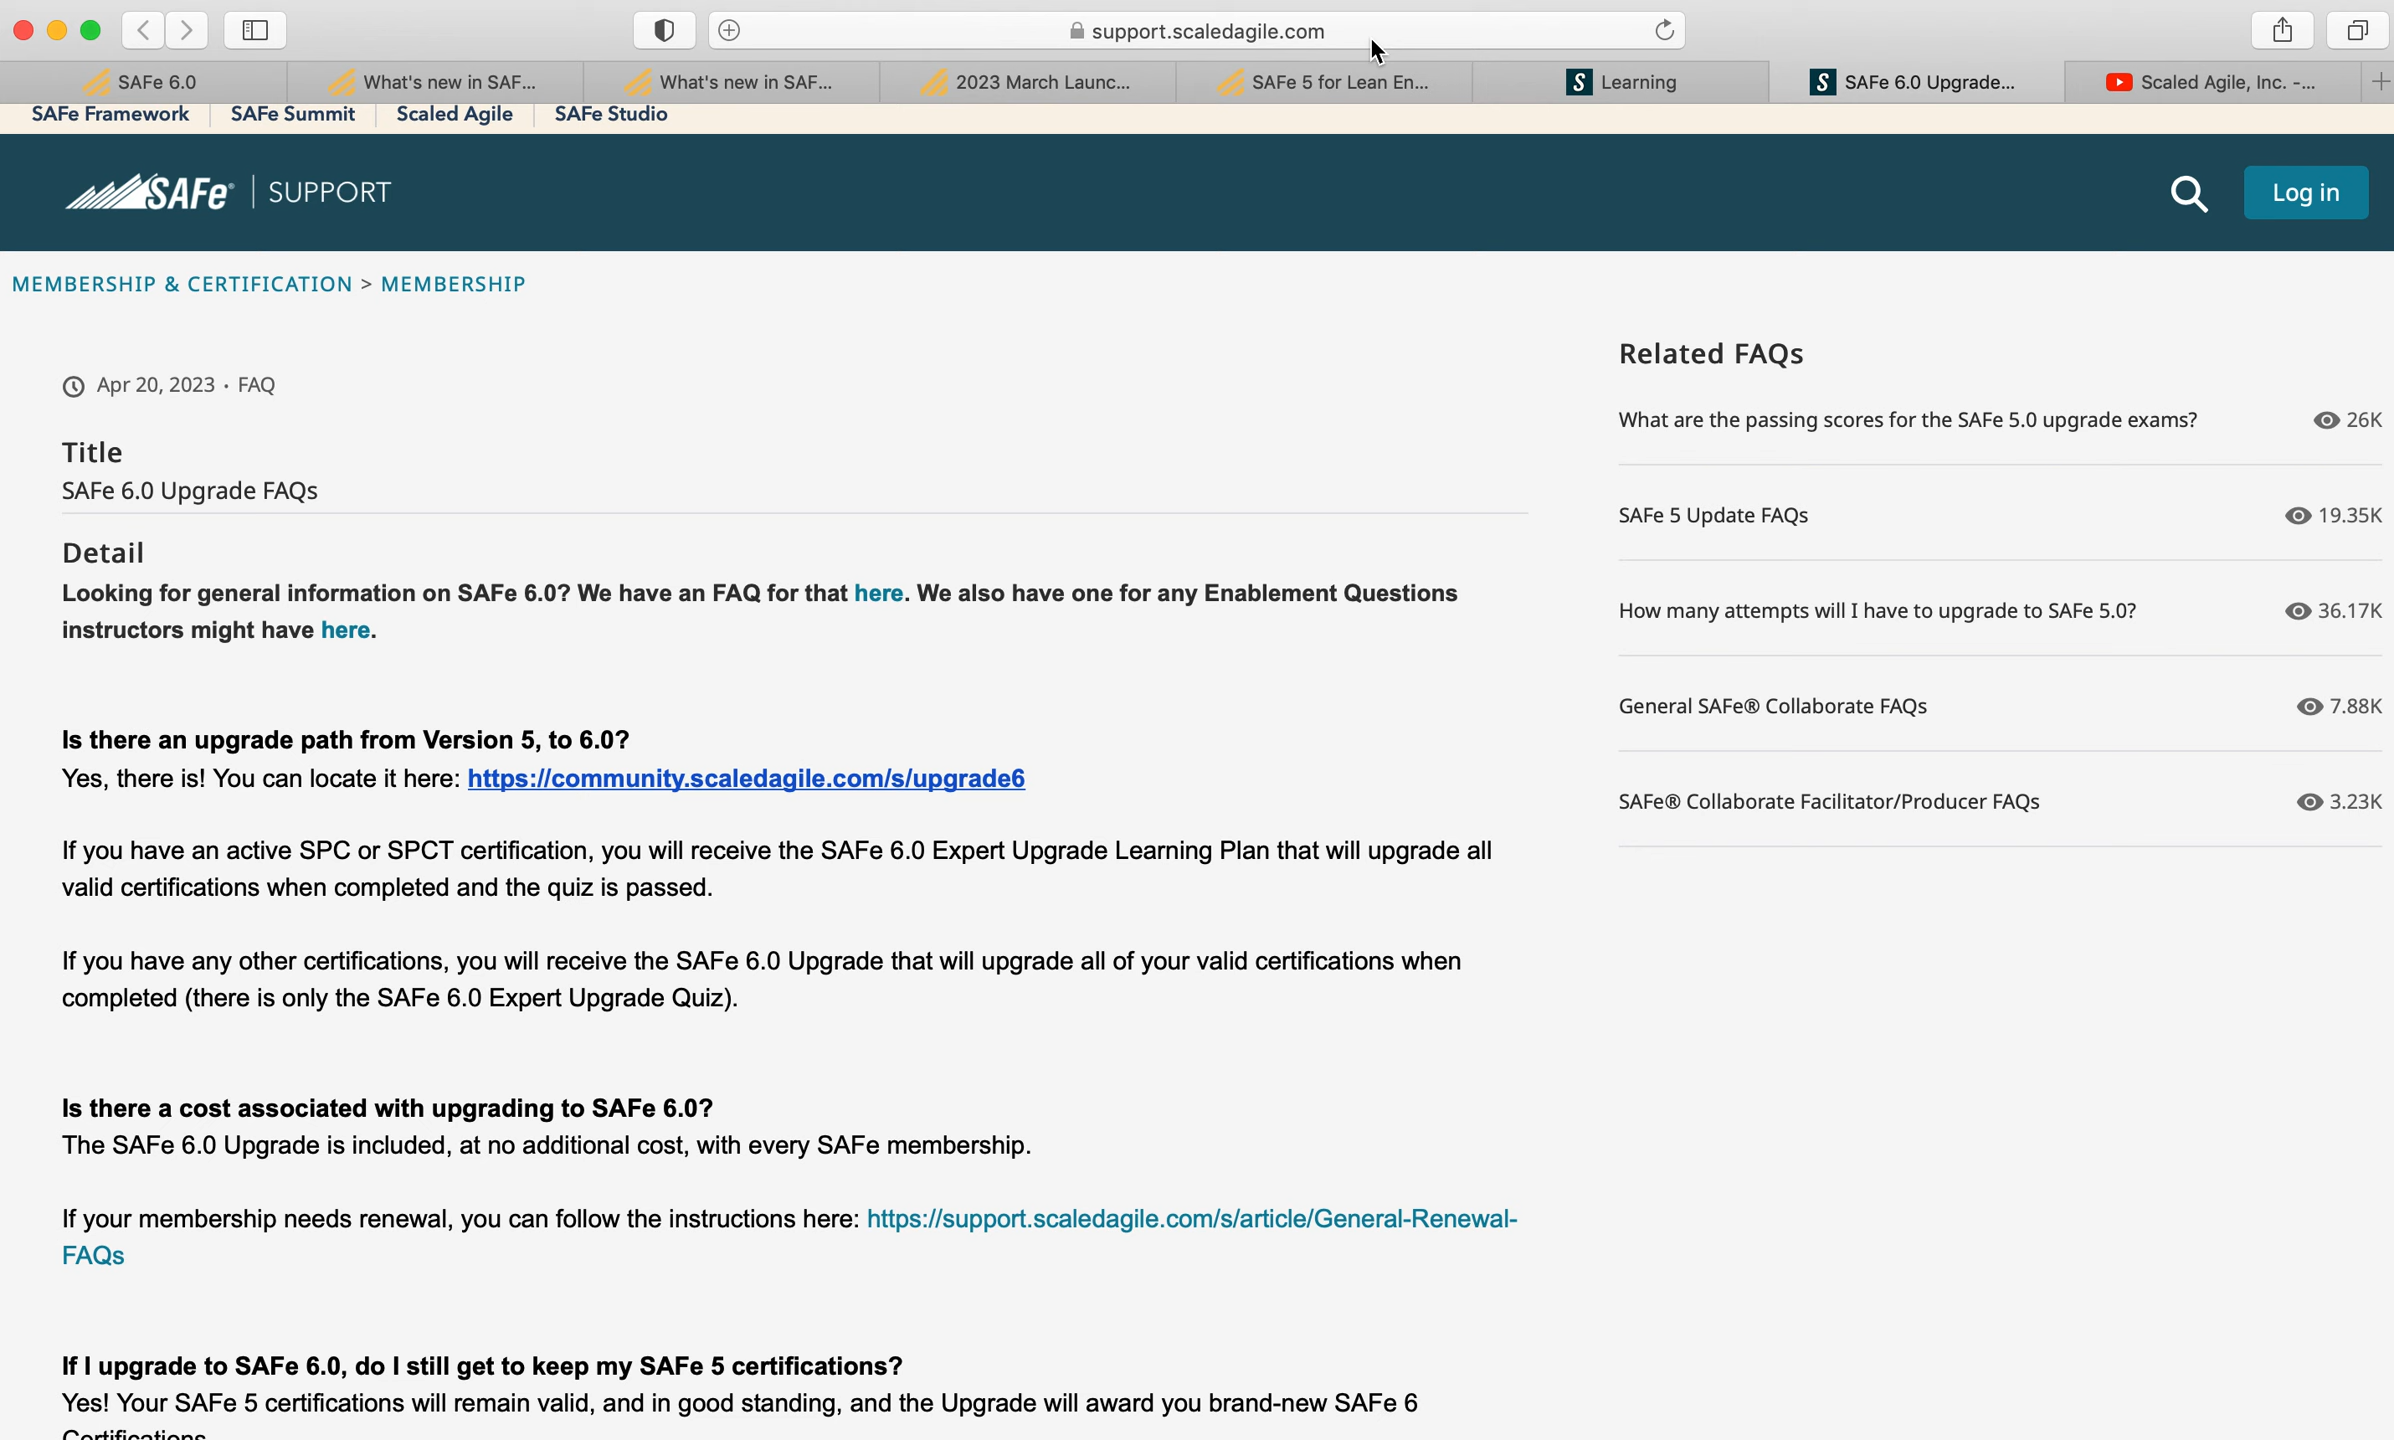 support.scaledagile.com
SAFe 6.0
What's new in SAF...
What's new in SAF...
2023 March Launc...
SAFe 5 for Lean En...
Learning
SAFe 6.0 Upgrade...
Scaled Agile, Inc. -...
SAFe Framework
SAFe Summit
Scaled Agile
SAFe Studio
SAFe® SUPPORT
Log in
MEMBERSHIP & CERTIFICATION > MEMBERSHIP
Apr 20, 2023 · FAQ
Title
SAFe 6.0 Upgrade FAQs
Detail
Looking for general information on SAFe 6.0? We have an FAQ for that here. We also have one for any Enablement Questions
instructors might have here.
Is there an upgrade path from Version 5, to 6.0?
Yes, there is! You can locate it here: https://community.scaledagile.com/s/upgrade6
If you have an active SPC or SPCT certification, you will receive the SAFe 6.0 Expert Upgrade Learning Plan that will upgrade all
valid certifications when completed and the quiz is passed.
If you have any other certifications, you will receive the SAFe 6.0 Upgrade that will upgrade all of your valid certifications when
completed (there is only the SAFe 6.0 Expert Upgrade Quiz).
Is there a cost associated with upgrading to SAFe 6.0?
The SAFe 6.0 Upgrade is included, at no additional cost, with every SAFe membership.
If your membership needs renewal, you can follow the instructions here: https://support.scaledagile.com/s/article/General-Renewal-
FAQs
If I upgrade to SAFe 6.0, do I still get to keep my SAFe 5 certifications?
Yes! Your SAFe 5 certifications will remain valid, and in good standing, and the Upgrade will award you brand-new SAFe 6
Certifications
Related FAQs
What are the passing scores for the SAFe 5.0 upgrade exams? 26K
SAFe 5 Update FAQs 19.35K
How many attempts will I have to upgrade to SAFe 5.0? 36.17K
General SAFe® Collaborate FAQs 7.88K
SAFe® Collaborate Facilitator/Producer FAQs 3.23K